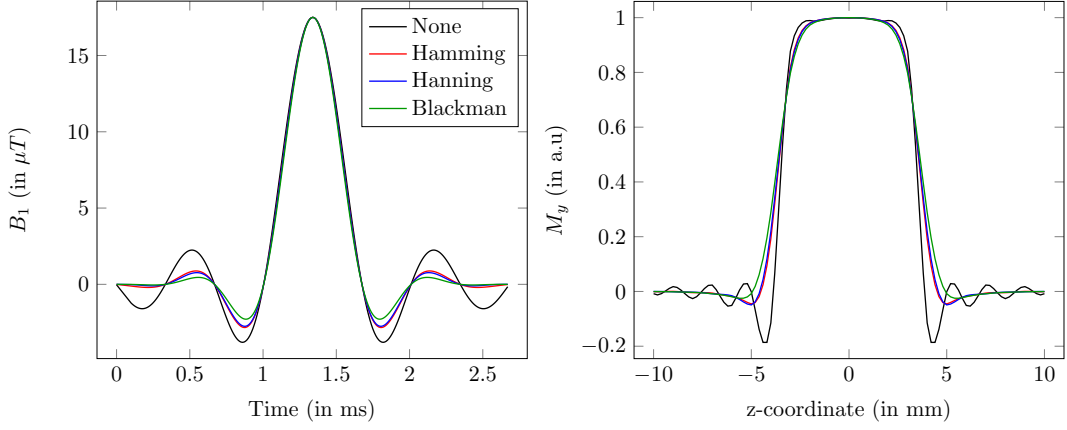 None
Hamming
Hanning
Blackman
15
10
5
0
B₁ (in μT)
0 0.5 1 1.5 2 2.5
Time (in ms)
1
0.8
0.6
0.4
0.2
0
−0.2
M_y (in a.u)
−10 −5 0 5 10
z-coordinate (in mm)